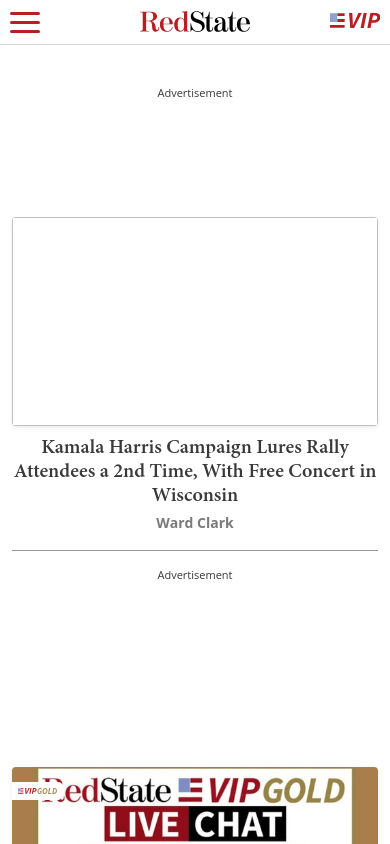 RedState VIP
Advertisement
Kamala Harris Campaign Lures Rally
Attendees a 2nd Time, With Free Concert in
Wisconsin
Ward Clark
Advertisement
VIPGOLD
RedState VIPGOLD
LIVE CHAT